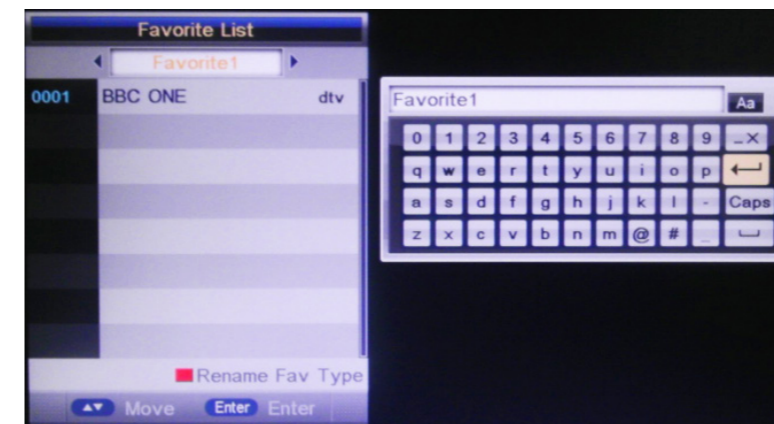 Favorite List
Favorite1
0001 BBC ONE dtv
Rename Fav Type
Move Enter Enter
Favorite1 Aa
0 1 2 3 4 5 6 7 8 9 _X
q w e r t y u i o p
a s d f g h j k l - Caps
z x c v b n m @ # _